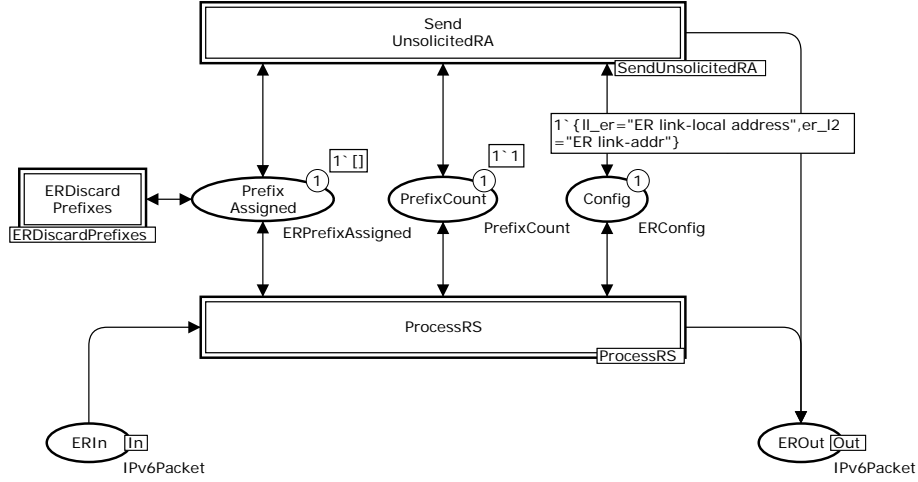 Send
UnsolicitedRA
SendUnsolicitedRA
1`{ll_er="ER link-local address",er_l2
="ER link-addr"}
1`[]
1`1
1
1
1
ERDiscard
Prefixes
ERDiscardPrefixes
Prefix
Assigned
ERPrefixAssigned
PrefixCount
PrefixCount
Config
ERConfig
ProcessRS
ProcessRS
ERIn
In
IPv6Packet
EROut
Out
IPv6Packet